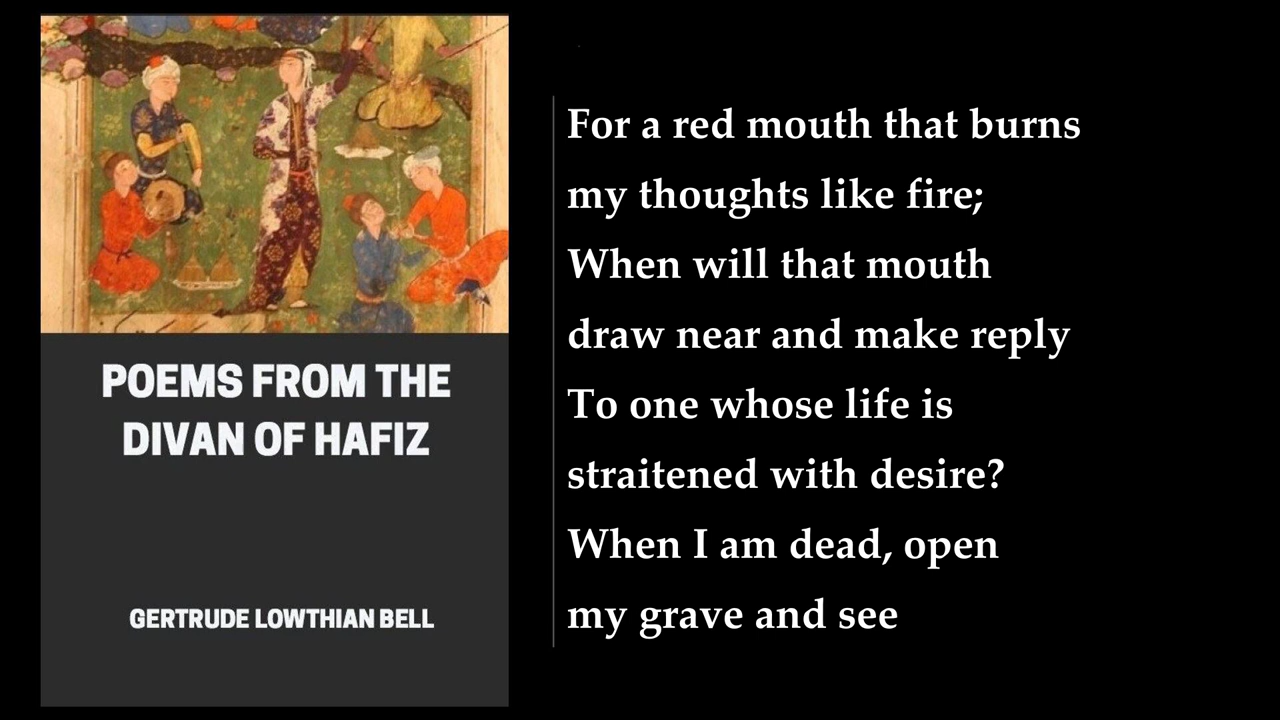 POEMS FROM THE
DIVAN OF HAFIZ
GERTRUDE LOWTHIAN BELL
For a red mouth that burns
my thoughts like fire;
When will that mouth
draw near and make reply
To one whose life is
straitened with desire?
When I am dead, open
my grave and see